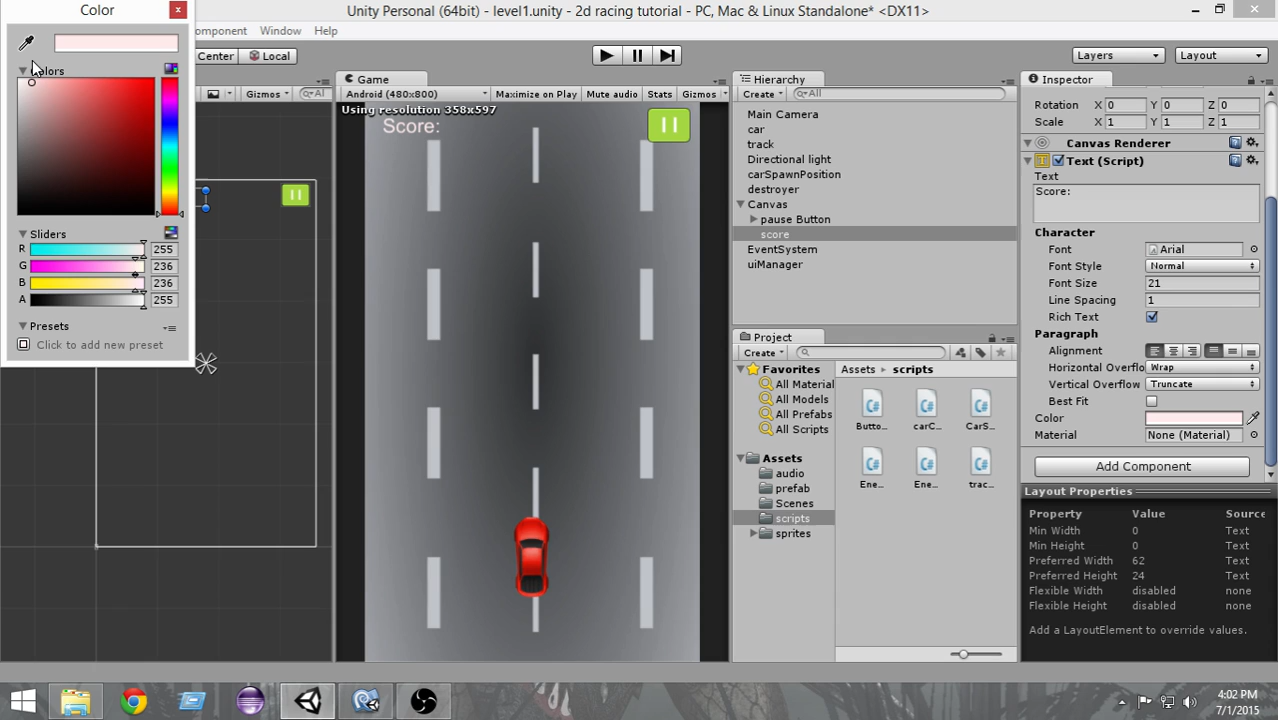 Color
Unity Personal (64bit) - level1.unity - 2d racing tutorial - PC, Mac & Linux Standalone* <DX11>
x
omponent Window Help
Center Local
Layers Layout
Colors
Gizmos Al
R 255
G 236
B 236
A 255
Sliders
Presets
Click to add new preset
Game
Android (480x800) Maximize on Play Mute audio Stats Gizmos
Using resolution 358x597
Score:
Hierarchy
Create All
Main Camera
car
track
Directional light
carSpawnPosition
destroyer
Canvas
pause Button
score
EventSystem
uiManager
Project
Create
Favorites
All Material
All Models
All Prefabs
All Scripts
Assets
audio
prefab
Scenes
scripts
sprites
Assets scripts
Butto... carC... CarS...
Ene... Ene... trac...
Inspector
Rotation X 0 Y 0 Z 0
Scale X 1 Y 1 Z 1
Canvas Renderer
Text (Script)
Text
Score:
Character
Font Arial
Font Style Normal
Font Size 21
Line Spacing 1
Rich Text
Paragraph
Alignment
Horizontal Overflo Wrap
Vertical Overflow Truncate
Best Fit
Color
Material None (Material)
Add Component
Layout Properties
Property Value Source
Min Width 0 Text
Min Height 0 Text
Preferred Width 62 Text
Preferred Height 24 Text
Flexible Width disabled none
Flexible Height disabled none
Add a LayoutElement to override values.
4:02 PM
7/1/2015